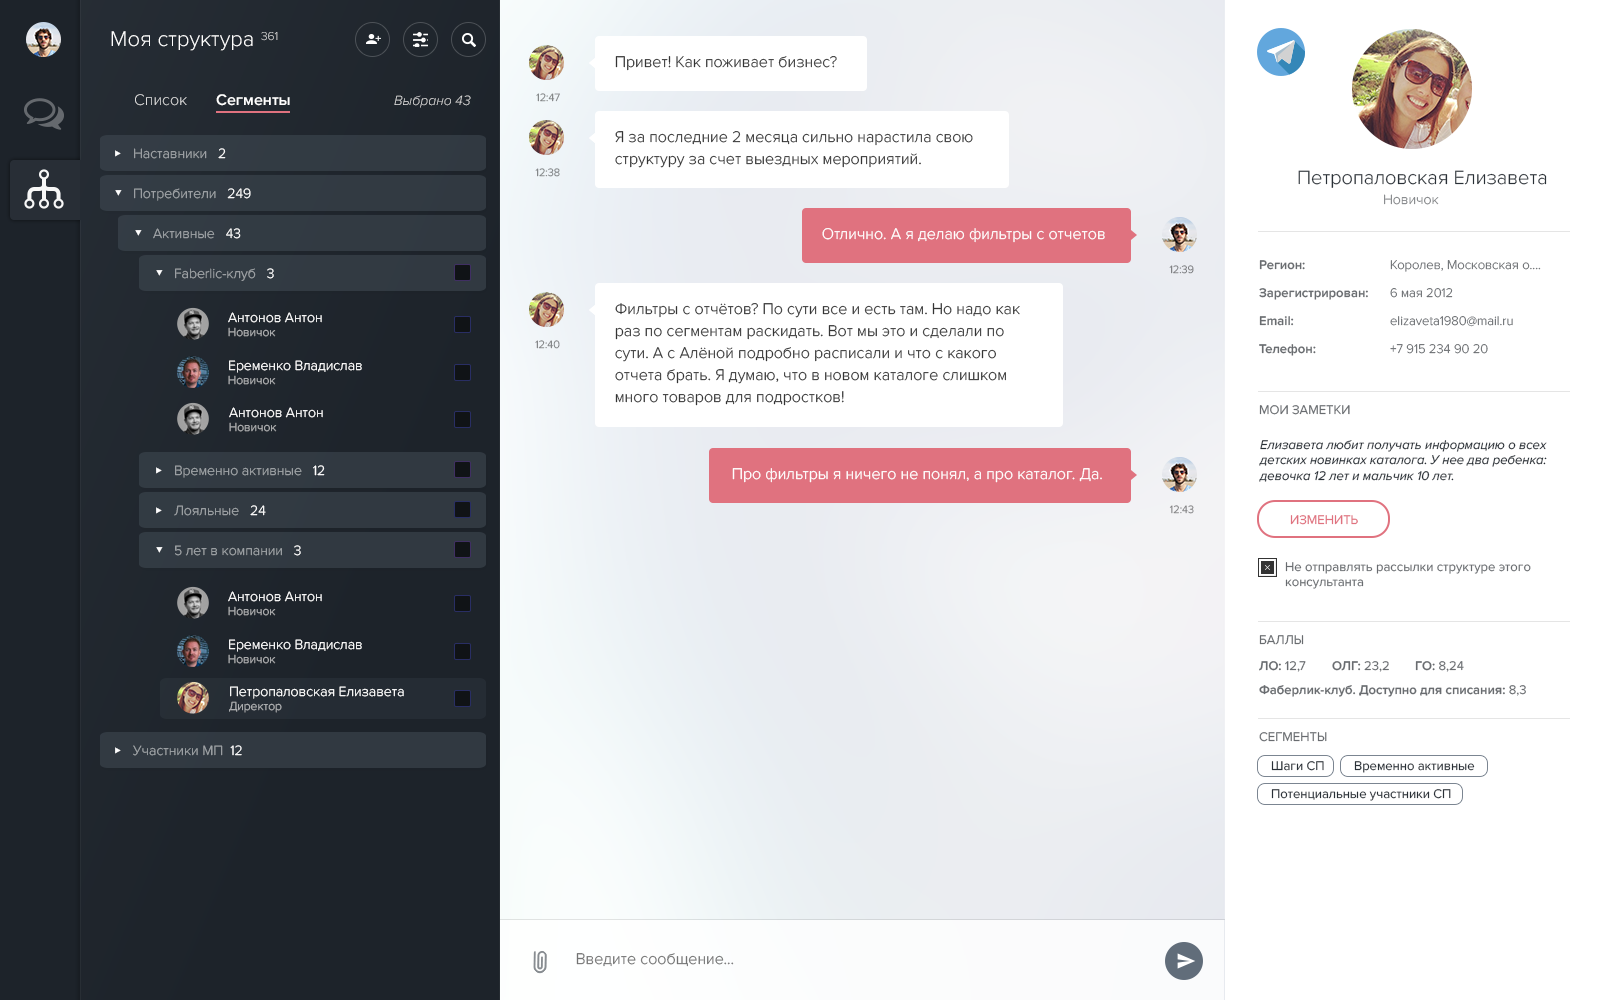 Моя структура 361
Список Сегменты Выбрано 43
Наставники 2
Потребители 249
Активные 43
Faberlic-клуб 3
Антонов Антон
Новичок
Еременко Владислав
Новичок
Антонов Антон
Новичок
Временно активные 12
Лояльные 24
5 лет в компании 3
Антонов Антон
Новичок
Еременко Владислав
Новичок
Петропаловская Елизавета
Директор
Участники МП 12
Привет! Как поживает бизнес?
12:47
Я за последние 2 месяца сильно нарастила свою
структуру за счет выездных мероприятий.
12:38
Отлично. А я делаю фильтры с отчетов
12:39
Фильтры с отчётов? По сути все и есть там. Но надо как
раз по сегментам раскидать. Вот мы это и сделали по
сути. А с Алёной подробно расписали и что с какого
отчета брать. Я думаю, что в новом каталоге слишком
много товаров для подростков!
12:40
Про фильтры я ничего не понял, а про каталог. Да.
12:43
Введите сообщение...
Петропаловская Елизавета
Новичок
Регион: Королев, Московская о....
Зарегистрирован: 6 мая 2012
Email: elizaveta1980@mail.ru
Телефон: +7 915 234 90 20
МОИ ЗАМЕТКИ
Елизавета любит получать информацию о всех
детских новинках каталога. У нее два ребенка:
девочка 12 лет и мальчик 10 лет.
ИЗМЕНИТЬ
Не отправлять рассылки структуре этого
консультанта
БАЛЛЫ
ЛО: 12,7 ОЛГ: 23,2 ГО: 8,24
Фаберлик-клуб. Доступно для списания: 8,3
СЕГМЕНТЫ
Шаги СП Временно активные
Потенциальные участники СП